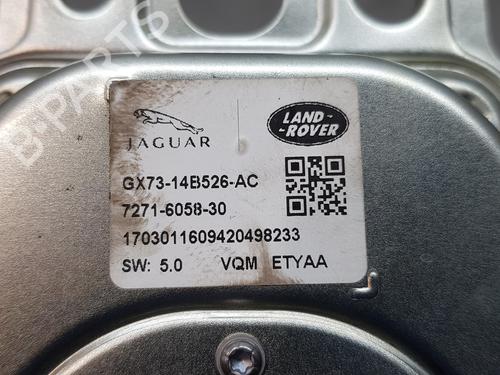 B-PARTS
JAGUAR
LAND
ROVER
GX73-14B526-AC
7271-6058-30
1703011609420498233
SW: 5.0 VQM ETYAA